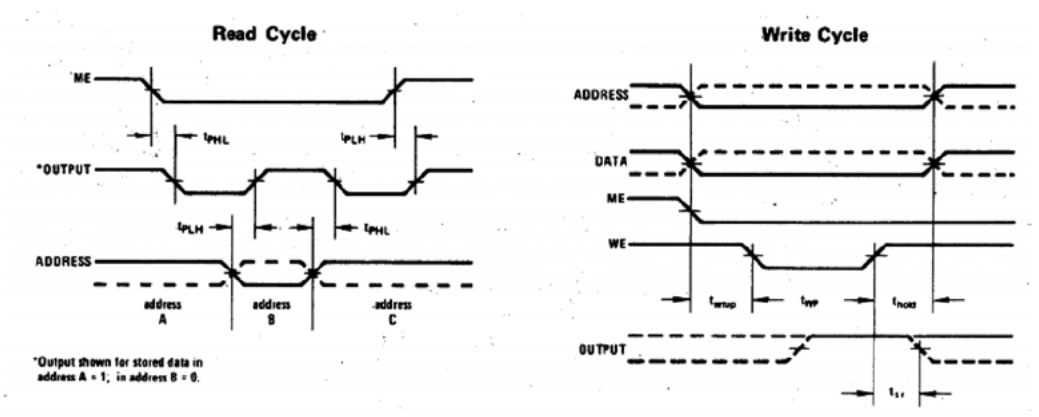 Read Cycle
ME
tPHL
tPLH
*OUTPUT
tPLH
tPHL
ADDRESS
address A
address B
address C
*Output shown for stored data in
address A = 1; in address B = 0.
Write Cycle
ADDRESS
DATA
ME
WE
tsetup
tWP
thold
OUTPUT
tsr